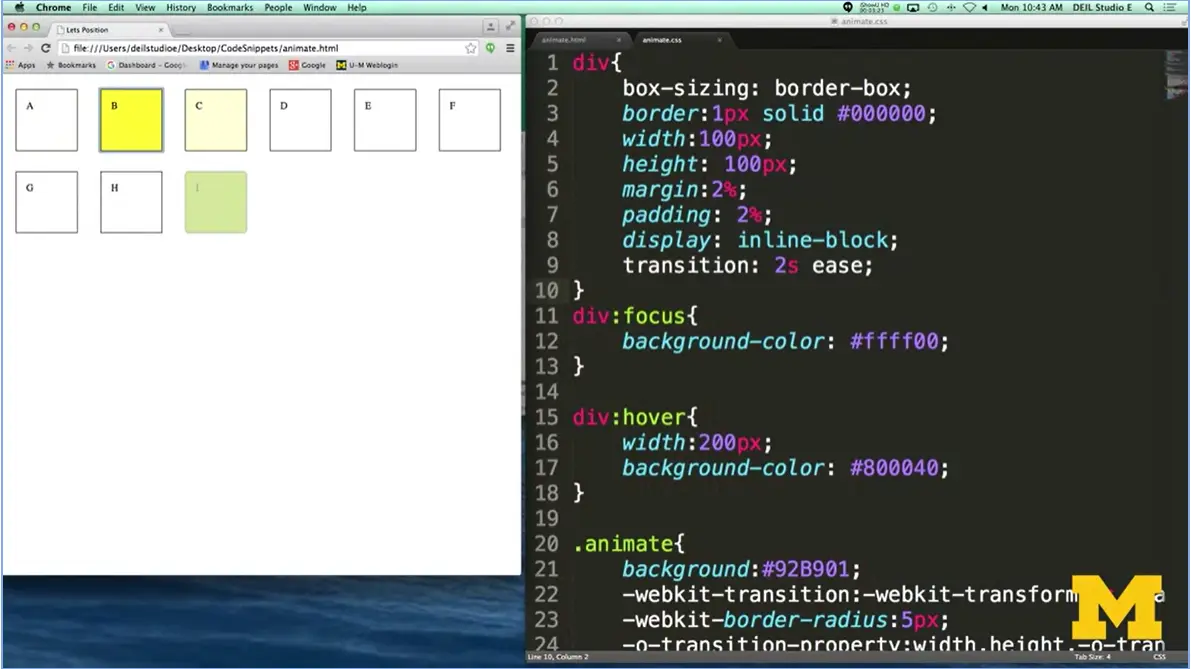 Chrome File Edit View History Bookmarks People Window Help
Mon 10:43 AM DEIL Studio E
Lets Position
file:///Users/deilstudioe/Desktop/CodeSnippets/animate.html
Apps Bookmarks Dashboard - Goog Manage your pages Google U-M Weblogin
A B C D E F
G H I
animate.css
animate.html animate.css
1 div{
2 box-sizing: border-box;
3 border:1px solid #000000;
4 width:100px;
5 height: 100px;
6 margin:2%;
7 padding: 2%;
8 display: inline-block;
9 transition: 2s ease;
10 }
11 div:focus{
12 background-color: #ffff00;
13 }
14
15 div:hover{
16 width:200px;
17 background-color: #800040;
18 }
19
20 .animate{
21 background:#92B901;
22 -webkit-transition:-webkit-transform
23 -webkit-border-radius:5px;
24 -o-transition-property:width,height,-o-tran
M
Line 10, Column 2 Tab Size: 4 CSS